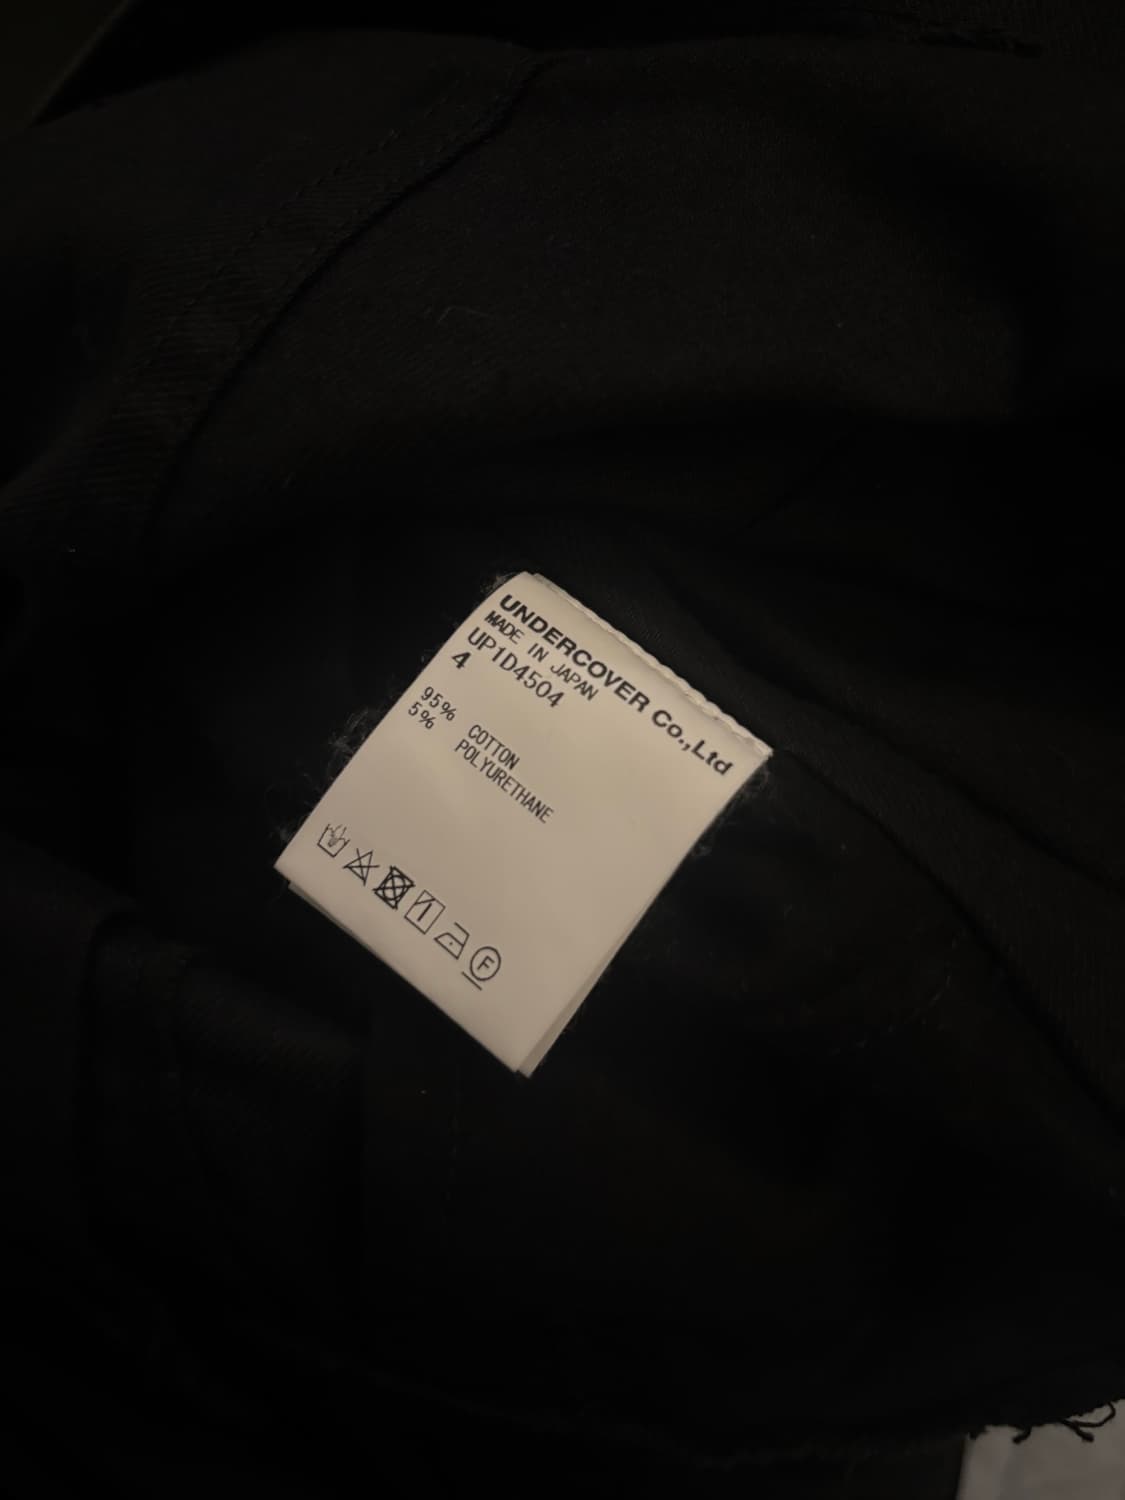 UNDERCOVER Co.,Ltd
MADE IN JAPAN
UP1D4504
4
95% COTTON
5% POLYURETHANE
F